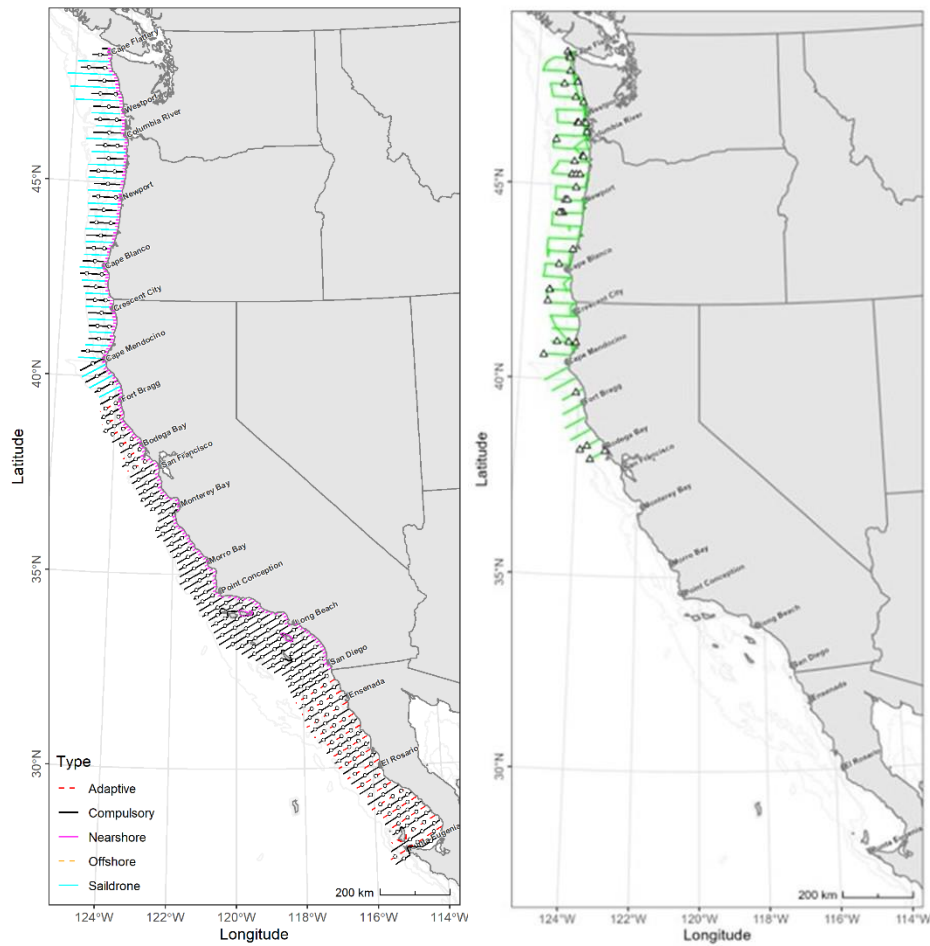 Cape Flattery
Westport
Columbia River
Newport
Cape Blanco
Crescent City
Cape Mendocino
Fort Bragg
Bodega Bay
San Francisco
Monterey Bay
Morro Bay
Point Conception
Long Beach
San Diego
Ensenada
El Rosario
Eugenia
45°N
40°N
35°N
30°N
Latitude
Type
Adaptive
Compulsory
Nearshore
Offshore
Saildrone
200 km
124°W 122°W 120°W 118°W 116°W 114°W
Longitude
Westport
Columbia River
Newport
Cape Blanco
Crescent City
Cape Mendocino
Fort Bragg
Bodega Bay
San Francisco
Monterey Bay
Morro Bay
Point Conception
Long Beach
San Diego
Ensenada
El Rosario
Punta Eugenia
45°N
40°N
35°N
30°N
Latitude
200 km
124°W 122°W 120°W 118°W 116°W 114°W
Longitude